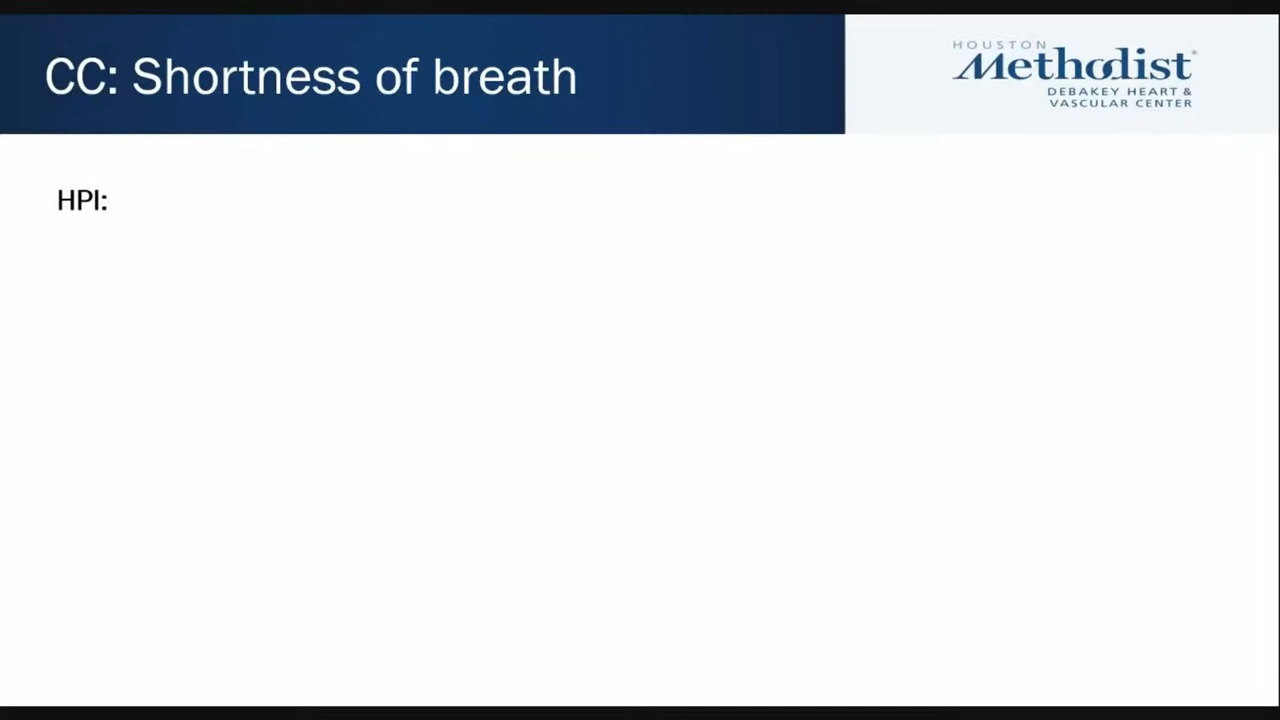 CC: Shortness of breath
HOUSTON
Methodist®
DEBAKEY HEART &
VASCULAR CENTER
HPI: